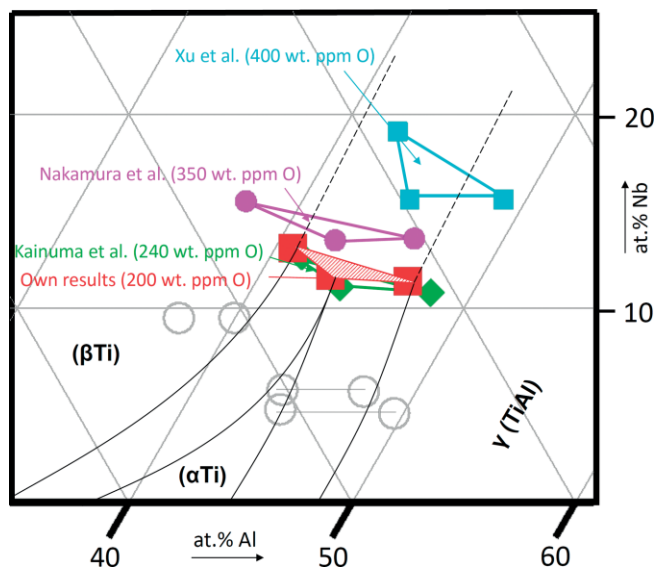 Xu et al. (400 wt. ppm O)
20
Nakamura et al. (350 wt. ppm O)
at.% Nb
Kainuma et al. (240 wt. ppm O)
Own results (200 wt. ppm O)
10
(βTi)
γ (TiAl)
(αTi)
40
at.% Al
50
60